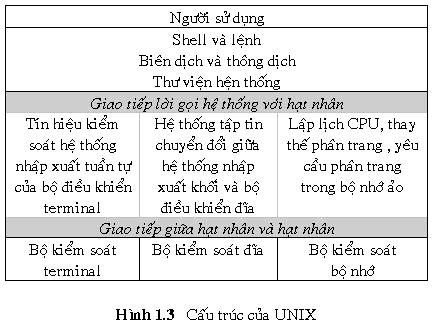 Người sử dụng
Shell và lệnh
Biên dịch và thông dịch
Thư viện hện thống
Giao tiếp lời gọi hệ thống với hạt nhân
Tín hiệu kiểm
soát hệ thống
nhập xuất tuần tự
của bộ điều khiển
terminal
Hệ thống tập tin
chuyển đổi giữa
hệ thống nhập
xuất khối và bộ
điều khiển đĩa
Lập lịch CPU, thay
thế phân trang , yêu
cầu phân trang
trong bộ nhớ ảo
Giao tiếp giữa hạt nhân và hạt nhân
Bộ kiểm soát
terminal
Bộ kiểm soát đĩa
Bộ kiểm soát
bộ nhớ
Hình 1.3 Cấu trúc của UNIX